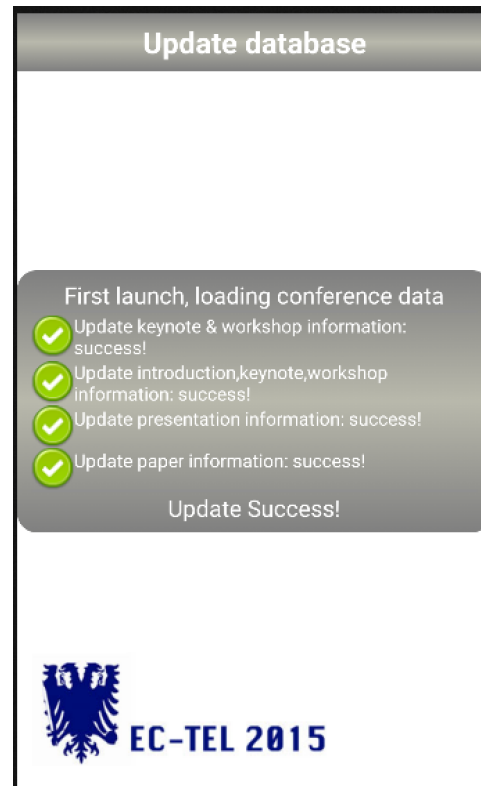 Update database
First launch, loading conference data
Update keynote & workshop information:
success!
Update introduction,keynote,workshop
information: success!
Update presentation information: success!
Update paper information: success!
Update Success!
EC-TEL 2015